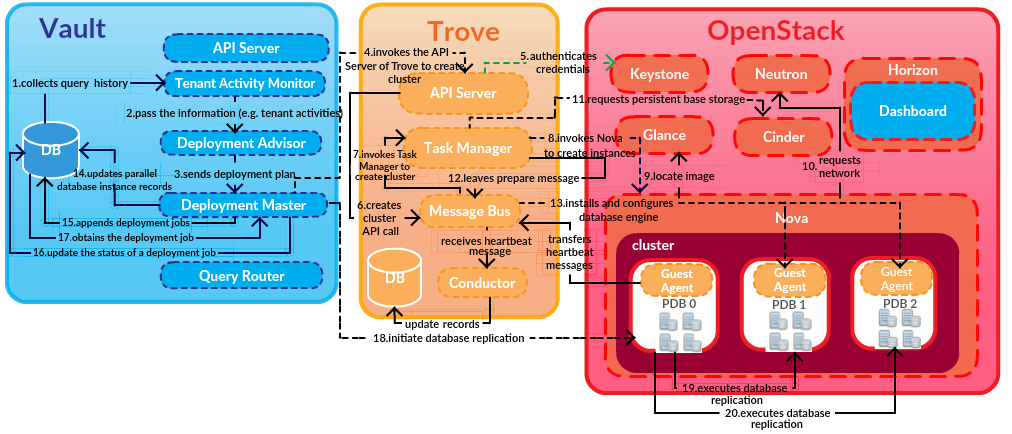 Vault
API Server
1.collects query history
Tenant Activity Monitor
2.pass the information (e.g. tenant activities)
DB
Deployment Advisor
14.updates parallel
database instance records
3.sends deployment plan
Deployment Master
15.appends deployment jobs
17.obtains the deployment job
16.update the status of a deployment job
Query Router
Trove
4.invokes the API
Server of Trove to create
cluster
5.authenticates
credentials
API Server
11.requests persistent base storage
Task Manager
8.invokes Nova
to create instances
7.invokes Task
Manager to
create cluster
12.leaves prepare message
6.creates
cluster
API call
Message Bus
13.installs and configures
database engine
receives heartbeat
message
transfers
heartbeat
messages
DB
Conductor
update records
18.initiate database replication
OpenStack
Keystone
Neutron
Horizon
Dashboard
Glance
Cinder
9.locate image
10.
requests
network
Nova
cluster
Guest
Agent
PDB 0
Guest
Agent
PDB 1
Guest
Agent
PDB 2
19.executes database
replication
20.executes database
replication